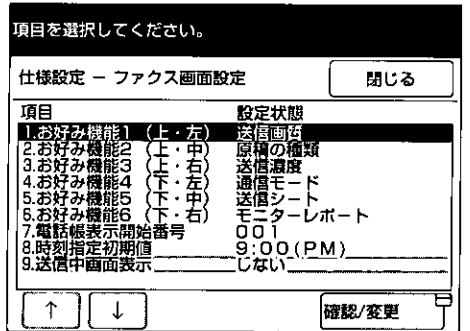 項目を選択してください。
仕様設定 － ファクス画面設定 閉じる
項目 設定状態
1.お好み機能1 (上・左) 送信画質
2.お好み機能2 (上・中) 原稿の種類
3.お好み機能3 (上・右) 送信濃度
4.お好み機能4 (下・左) 通信モード
5.お好み機能5 (下・中) 送信シート
6.お好み機能6 (下・右) モニターレポート
7.電話帳表示開始番号 001
8.時刻指定初期値 9:00(PM)
9.送信中画面表示 しない
↑ ↓ 確認/変更